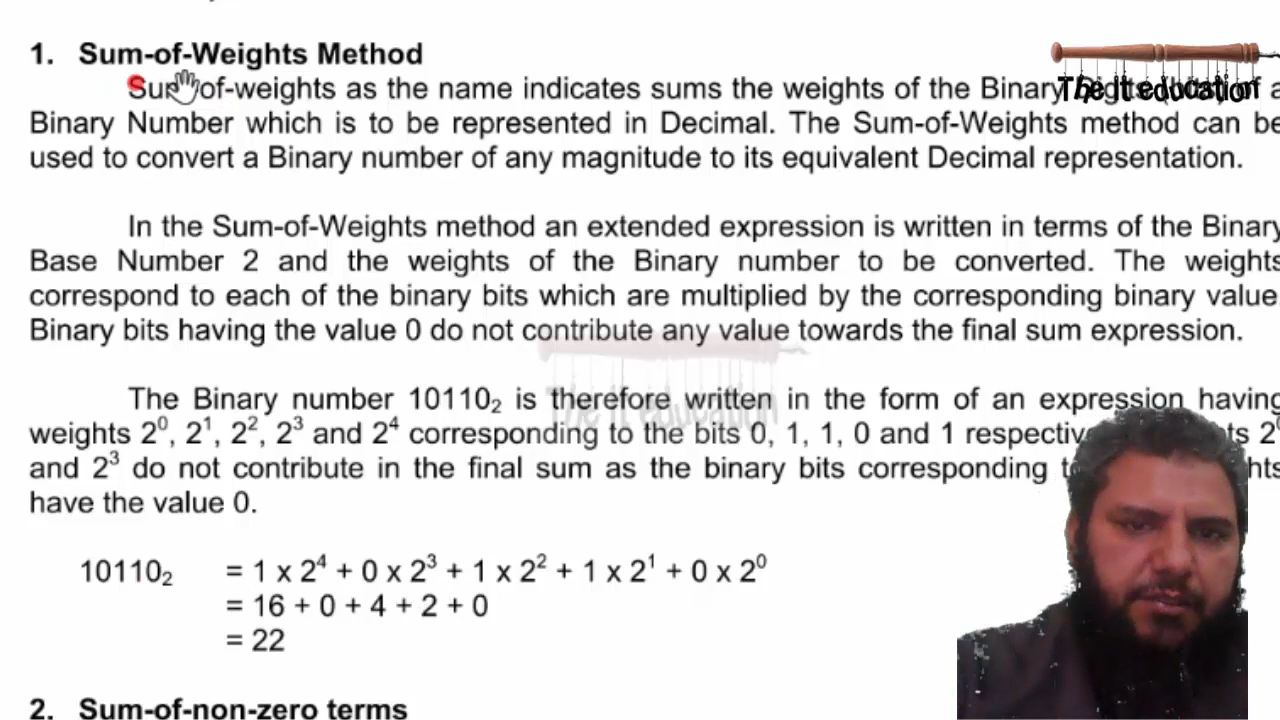 1. Sum-of-Weights Method
Sum-of-weights as the name indicates sums the weights of the Binary of a
Binary Number which is to be represented in Decimal. The Sum-of-Weights method can be
used to convert a Binary number of any magnitude to its equivalent Decimal representation.
In the Sum-of-Weights method an extended expression is written in terms of the Binary
Base Number 2 and the weights of the Binary number to be converted. The weights
correspond to each of the binary bits which are multiplied by the corresponding binary value
Binary bits having the value 0 do not contribute any value towards the final sum expression.
The Binary number 10110₂ is therefore written in the form of an expression having
weights 2⁰, 2¹, 2², 2³ and 2⁴ corresponding to the bits 0, 1, 1, 0 and 1 2⁰
and 2³ do not contribute in the final sum as the binary bits corresponding
have the value 0.
10110₂ = 1 x 2⁴ + 0 x 2³ + 1 x 2² + 1 x 2¹ + 0 x 2⁰
= 16 + 0 + 4 + 2 + 0
= 22
2. Sum-of-non-zero terms
The it education
The it education